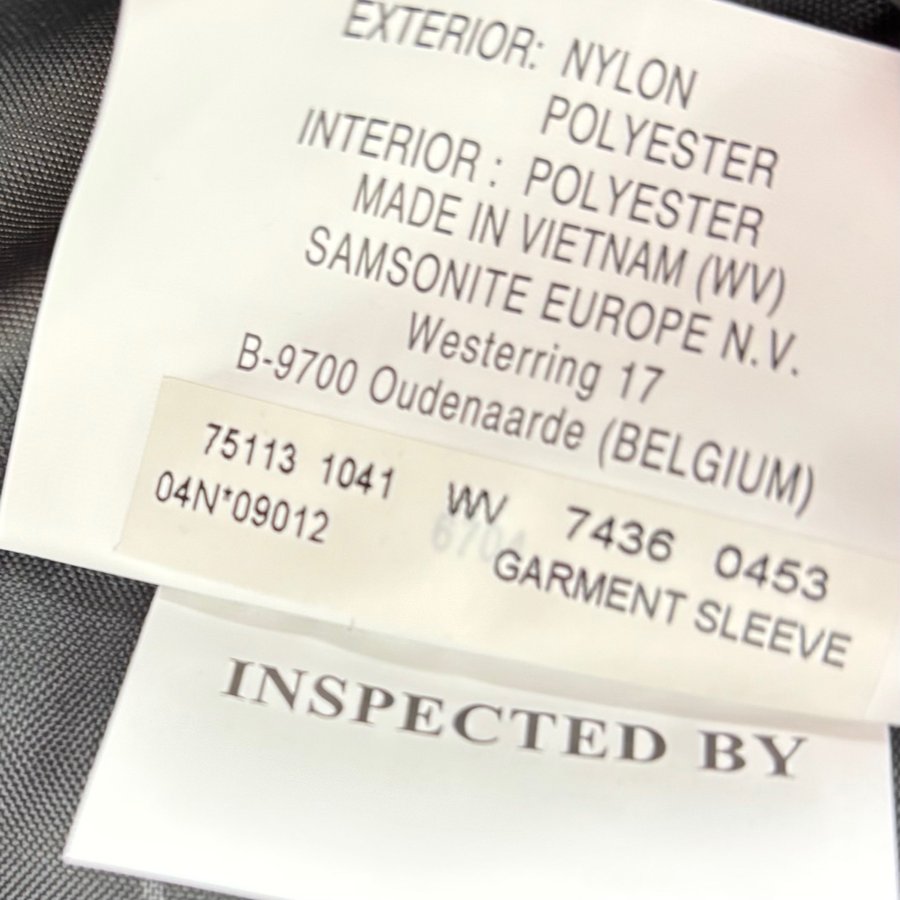 EXTERIOR: NYLON
POLYESTER
INTERIOR : POLYESTER
MADE IN VIETNAM (WV)
SAMSONITE EUROPE N.V.
Westerring 17
B-9700 Oudenaarde (BELGIUM)
75113 1041 WV 7436 0453
04N*09012 GARMENT SLEEVE
INSPECTED BY